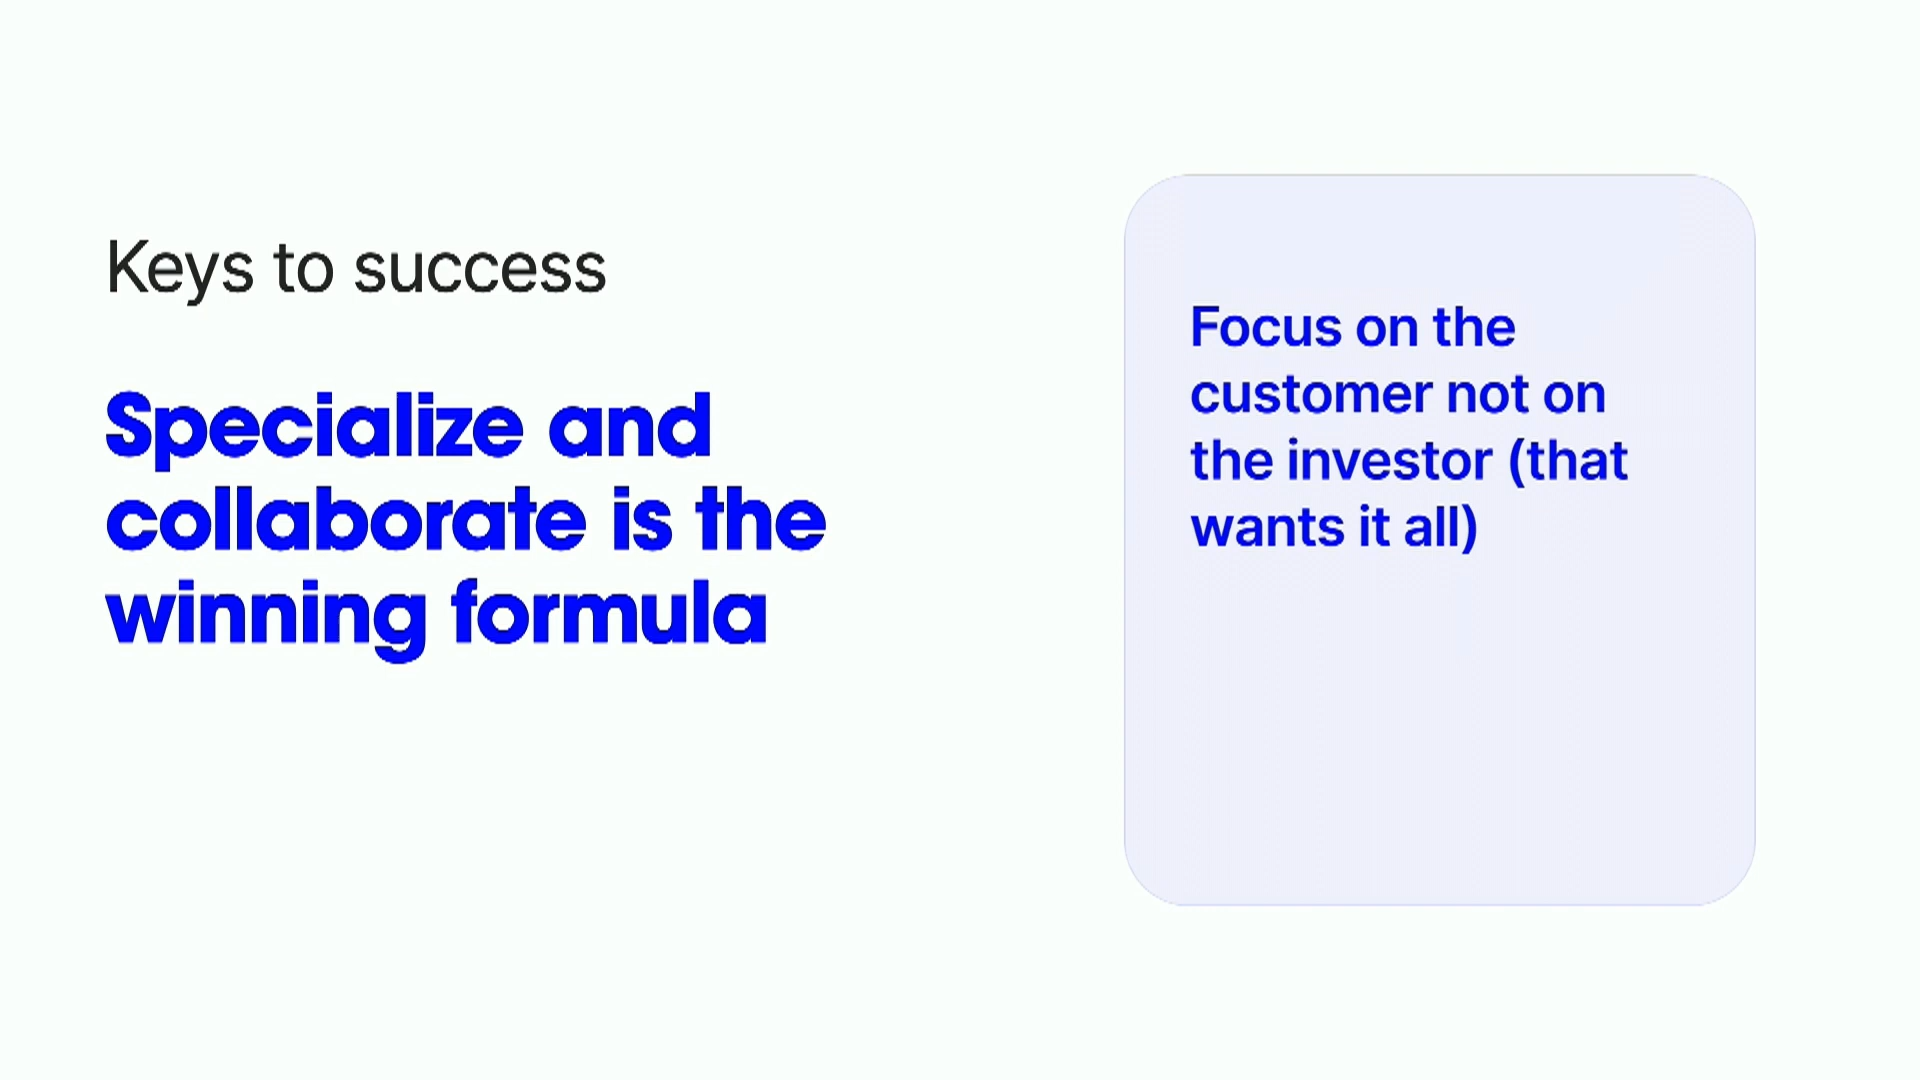 Keys to success
Specialize and
collaborate is the
winning formula
Focus on the
customer not on
the investor (that
wants it all)